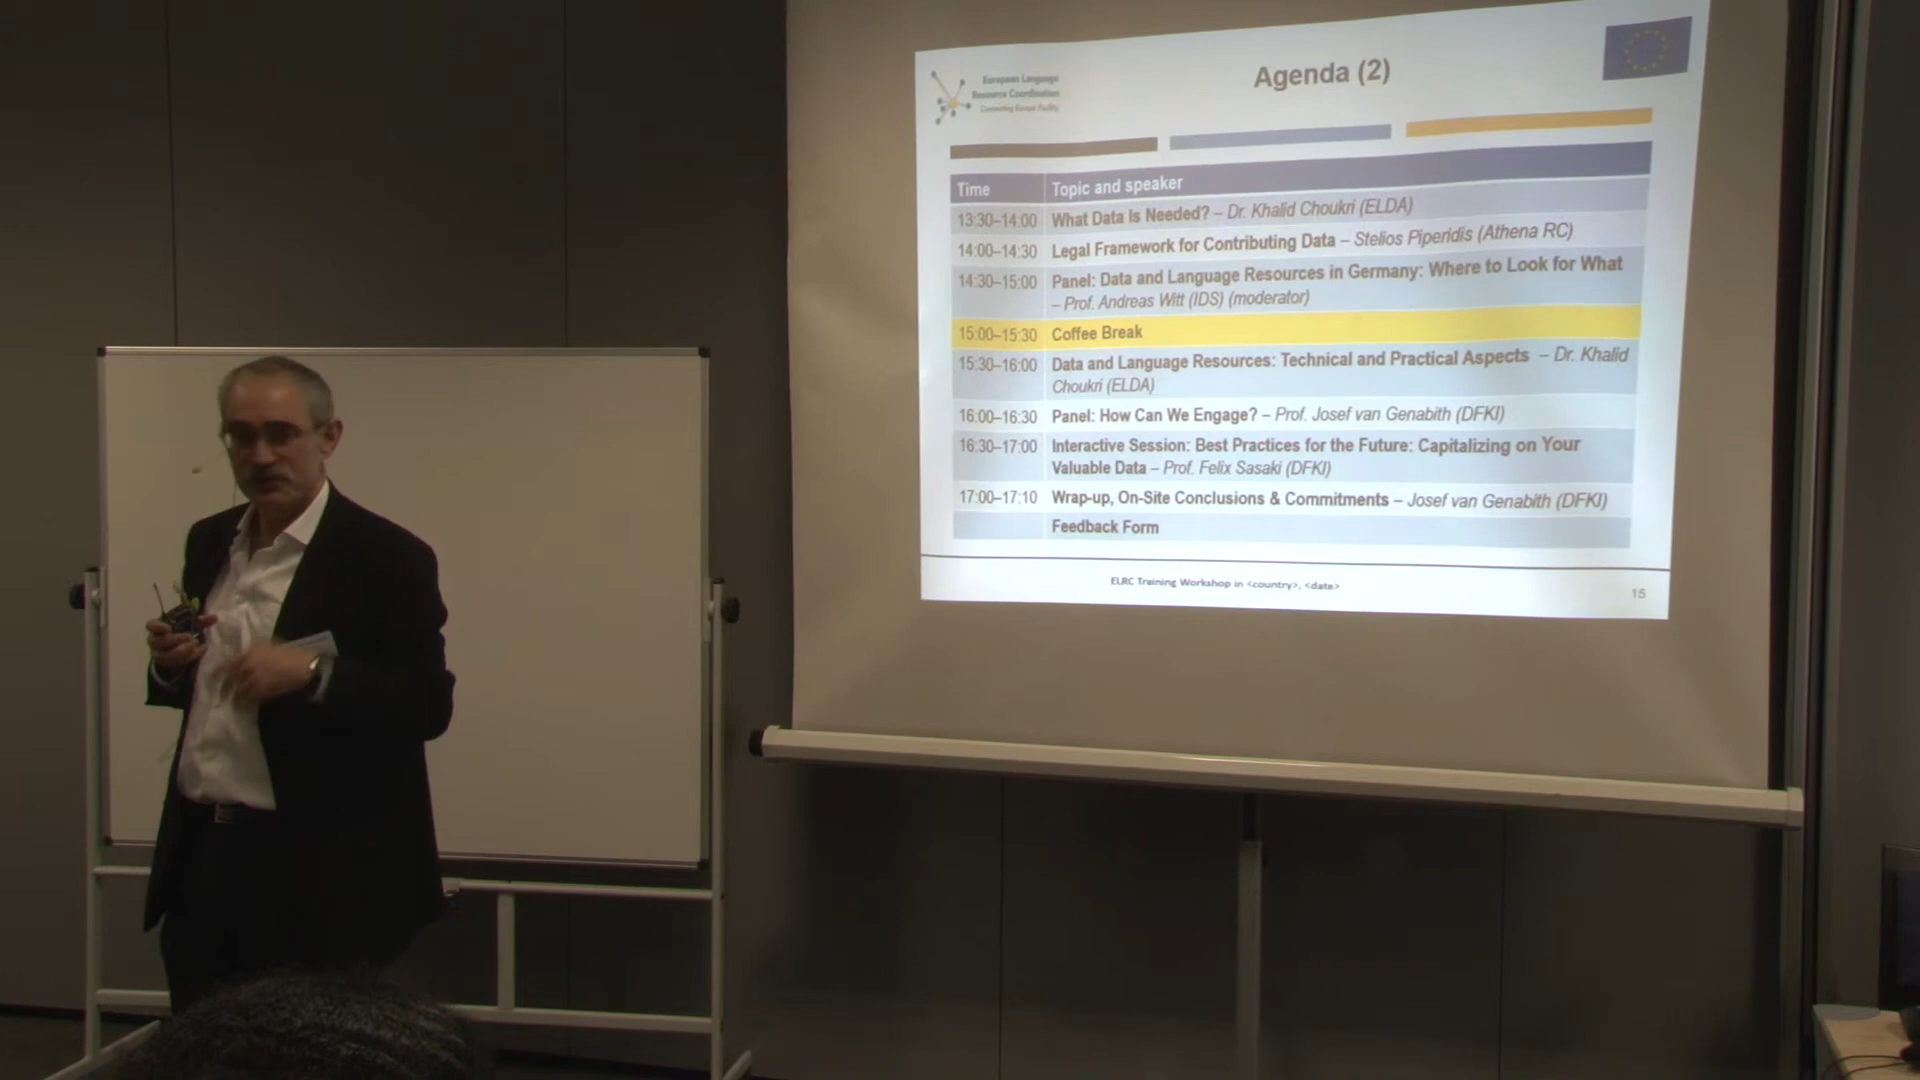 European Language
Resource Coordination
Connecting Europe Facility
Agenda (2)
Time Topic and speaker
13:30–14:00 What Data Is Needed? – Dr. Khalid Choukri (ELDA)
14:00–14:30 Legal Framework for Contributing Data – Stelios Piperidis (Athena RC)
14:30–15:00 Panel: Data and Language Resources in Germany: Where to Look for What
– Prof. Andreas Witt (IDS) (moderator)
15:00–15:30 Coffee Break
15:30–16:00 Data and Language Resources: Technical and Practical Aspects – Dr. Khalid
Choukri (ELDA)
16:00–16:30 Panel: How Can We Engage? – Prof. Josef van Genabith (DFKI)
16:30–17:00 Interactive Session: Best Practices for the Future: Capitalizing on Your
Valuable Data – Prof. Felix Sasaki (DFKI)
17:00–17:10 Wrap-up, On-Site Conclusions & Commitments – Josef van Genabith (DFKI)
Feedback Form
ELRC Training Workshop in <country>, <date>
15